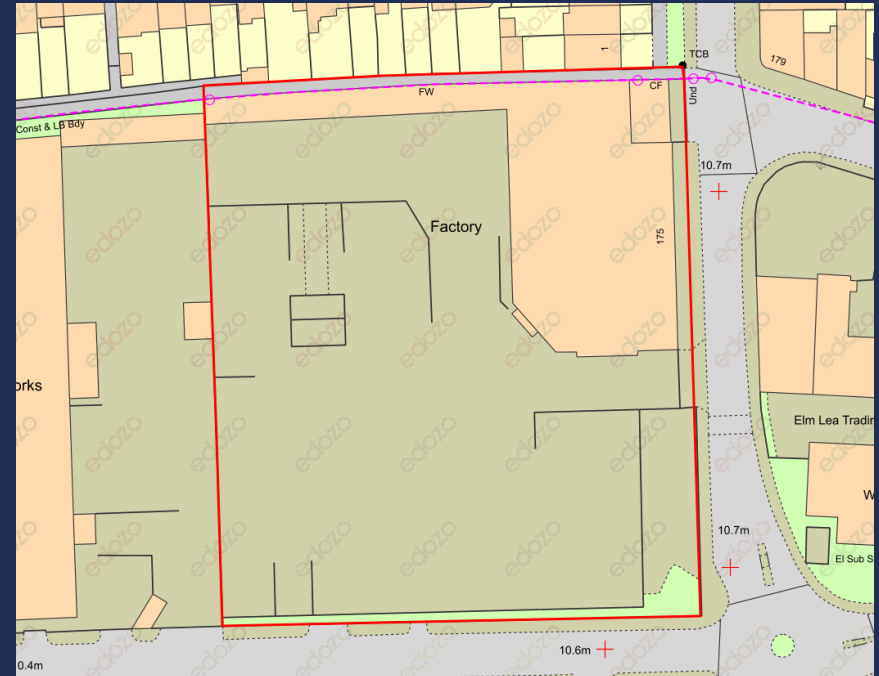 1
TCB
179
FW
CF
Und
Const & LB Bdy
10.7m
Factory
175
orks
Elm Lea Tradin
W
10.7m
El Sub S
10.6m
0.4m
edozo